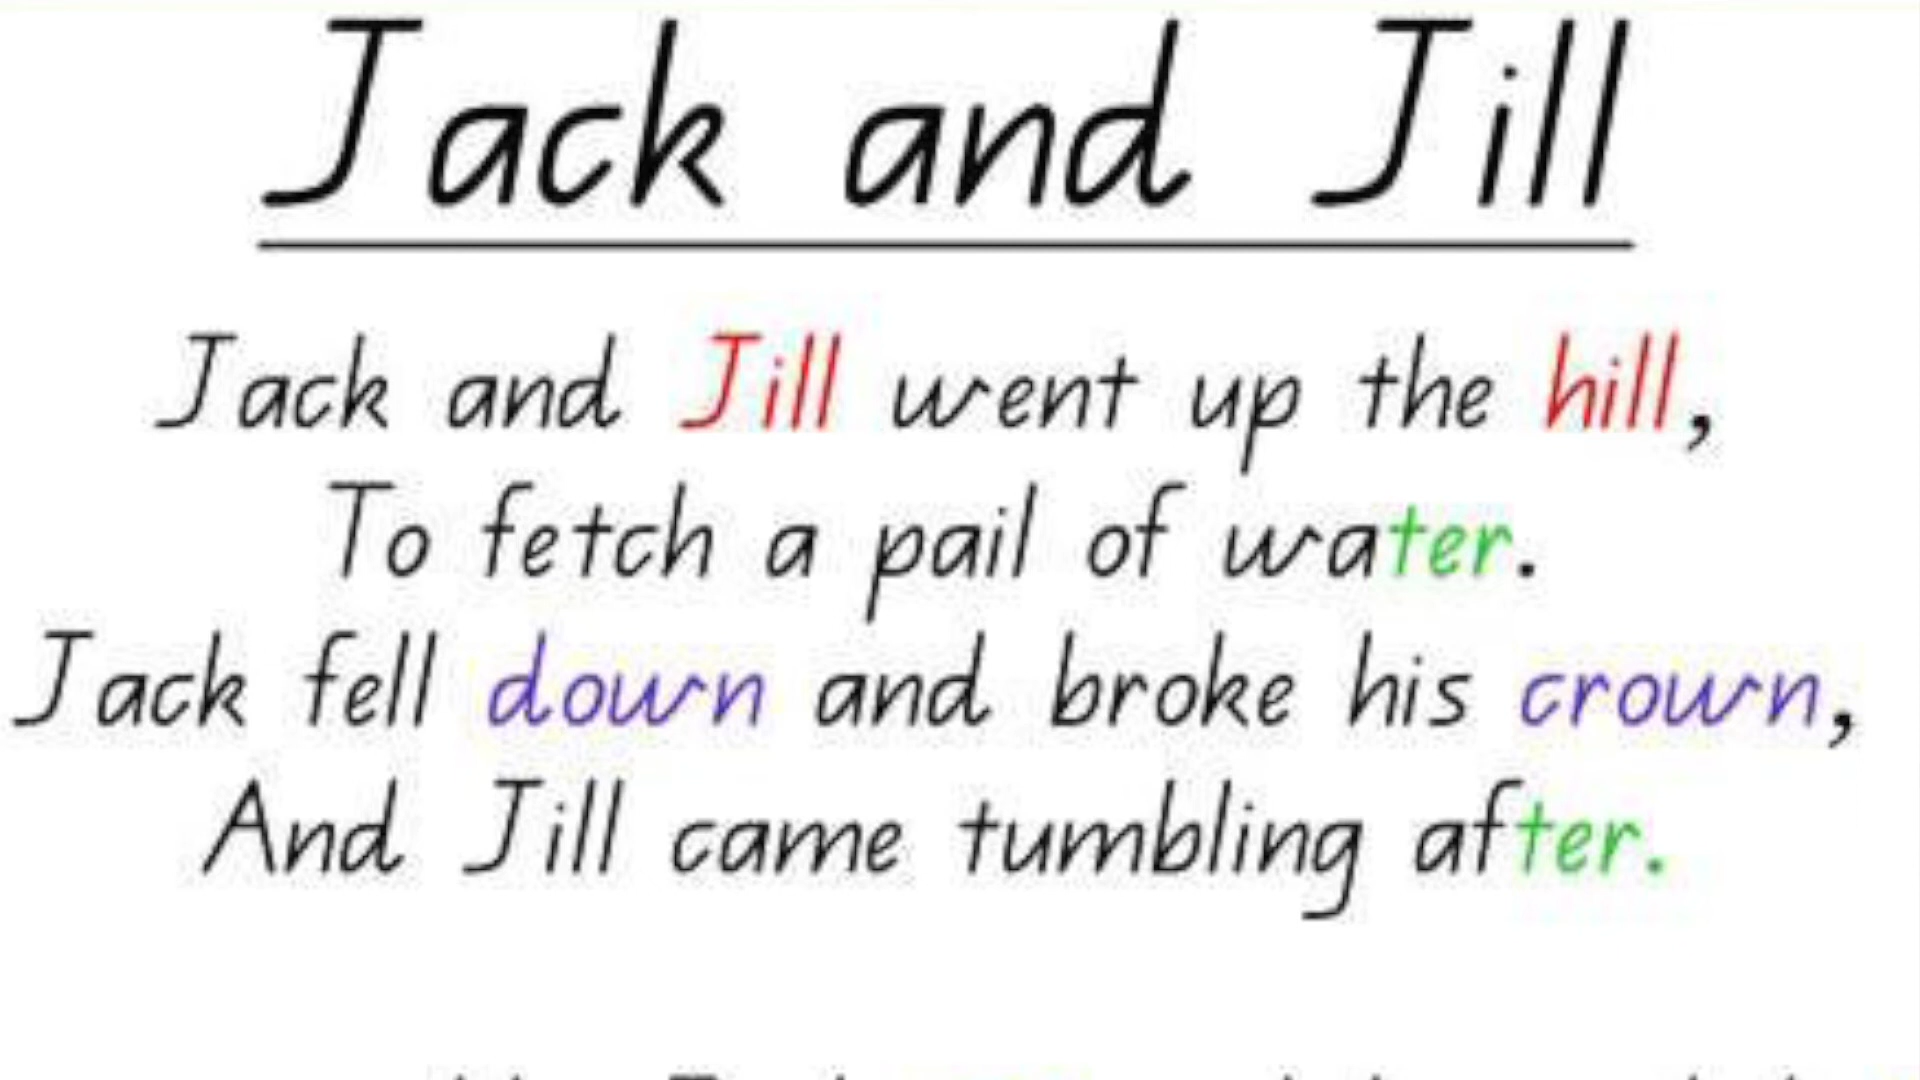 Jack and Jill
Jack and Jill went up the hill,
To fetch a pail of water.
Jack fell down and broke his crown,
And Jill came tumbling after.